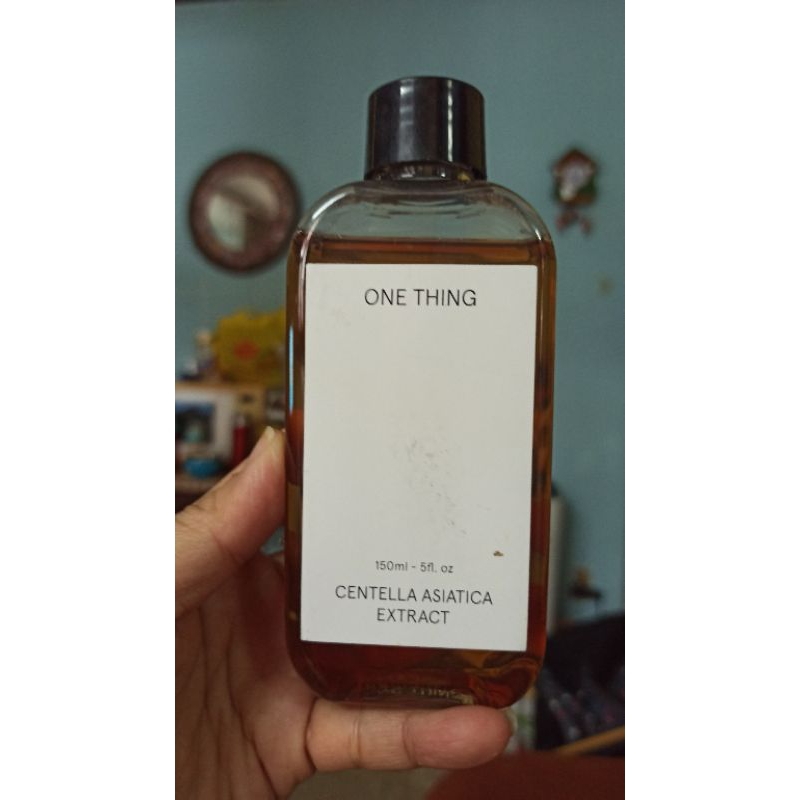 ONE THING
150ml - 5fl. oz
CENTELLA ASIATICA
EXTRACT